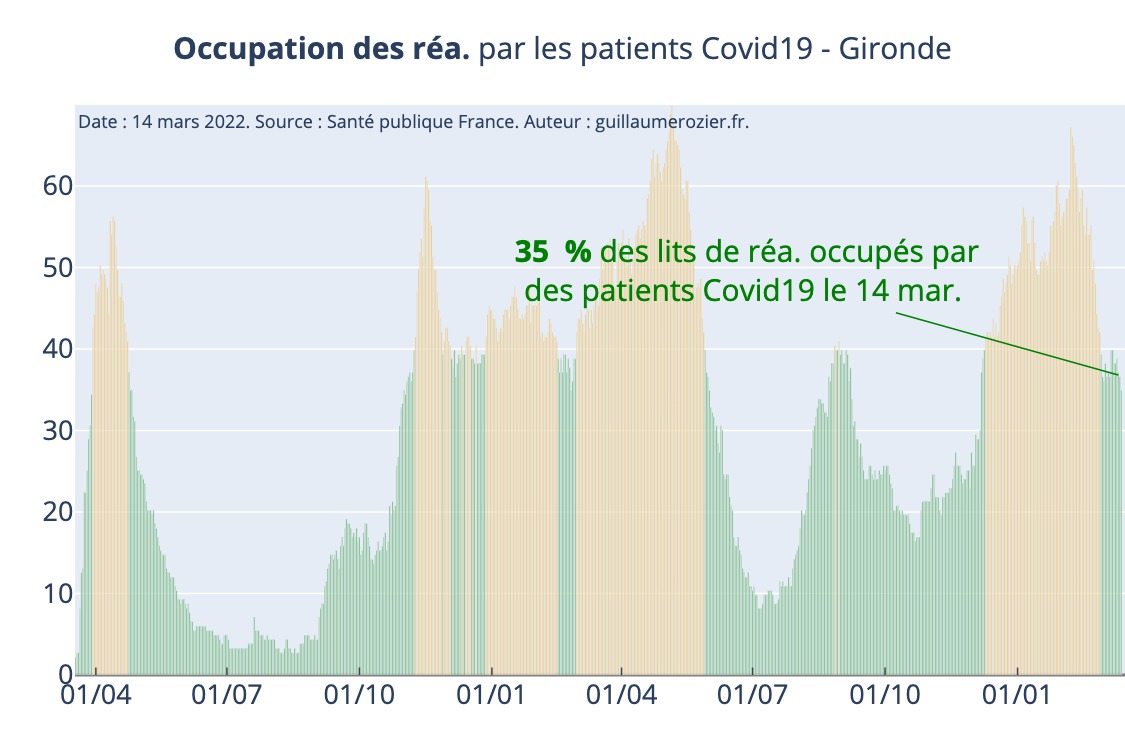 Occupation des réa. par les patients Covid19 - Gironde
Date : 14 mars 2022. Source : Santé publique France. Auteur : guillaumerozier.fr.
60
35 % des lits de réa. occupés par
50
des patients Covid19 le 14 mar.
40
30
20
10
0
01/04 01/07 01/10 01/01 01/04 01/07 01/10 01/01